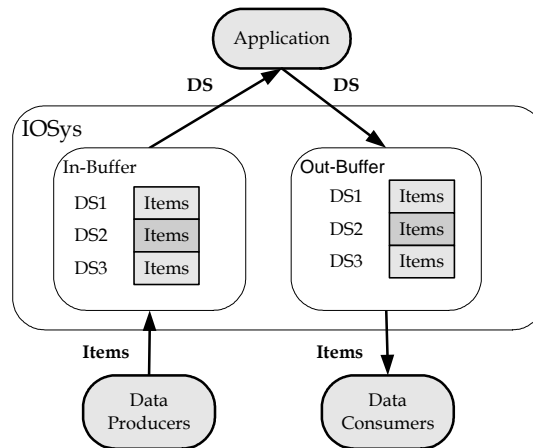 Application
DS
DS
IOSys
In-Buffer
DS1 Items
DS2 Items
DS3 Items
Out-Buffer
DS1 Items
DS2 Items
DS3 Items
Items
Items
Data
Producers
Data
Consumers